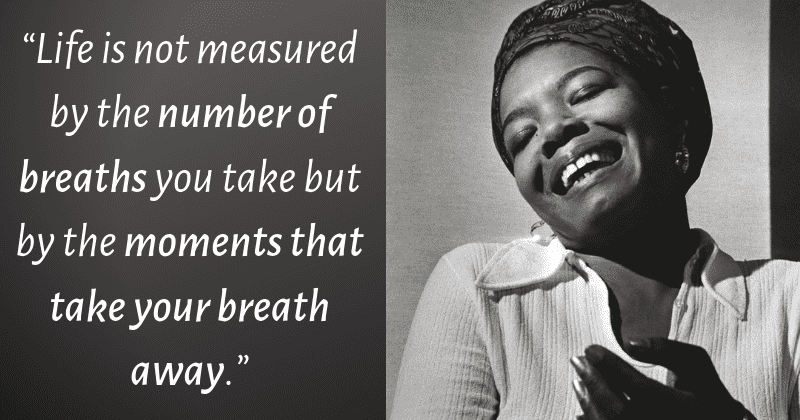 “Life is not measured
by the number of
breaths you take but
by the moments that
take your breath
away.”